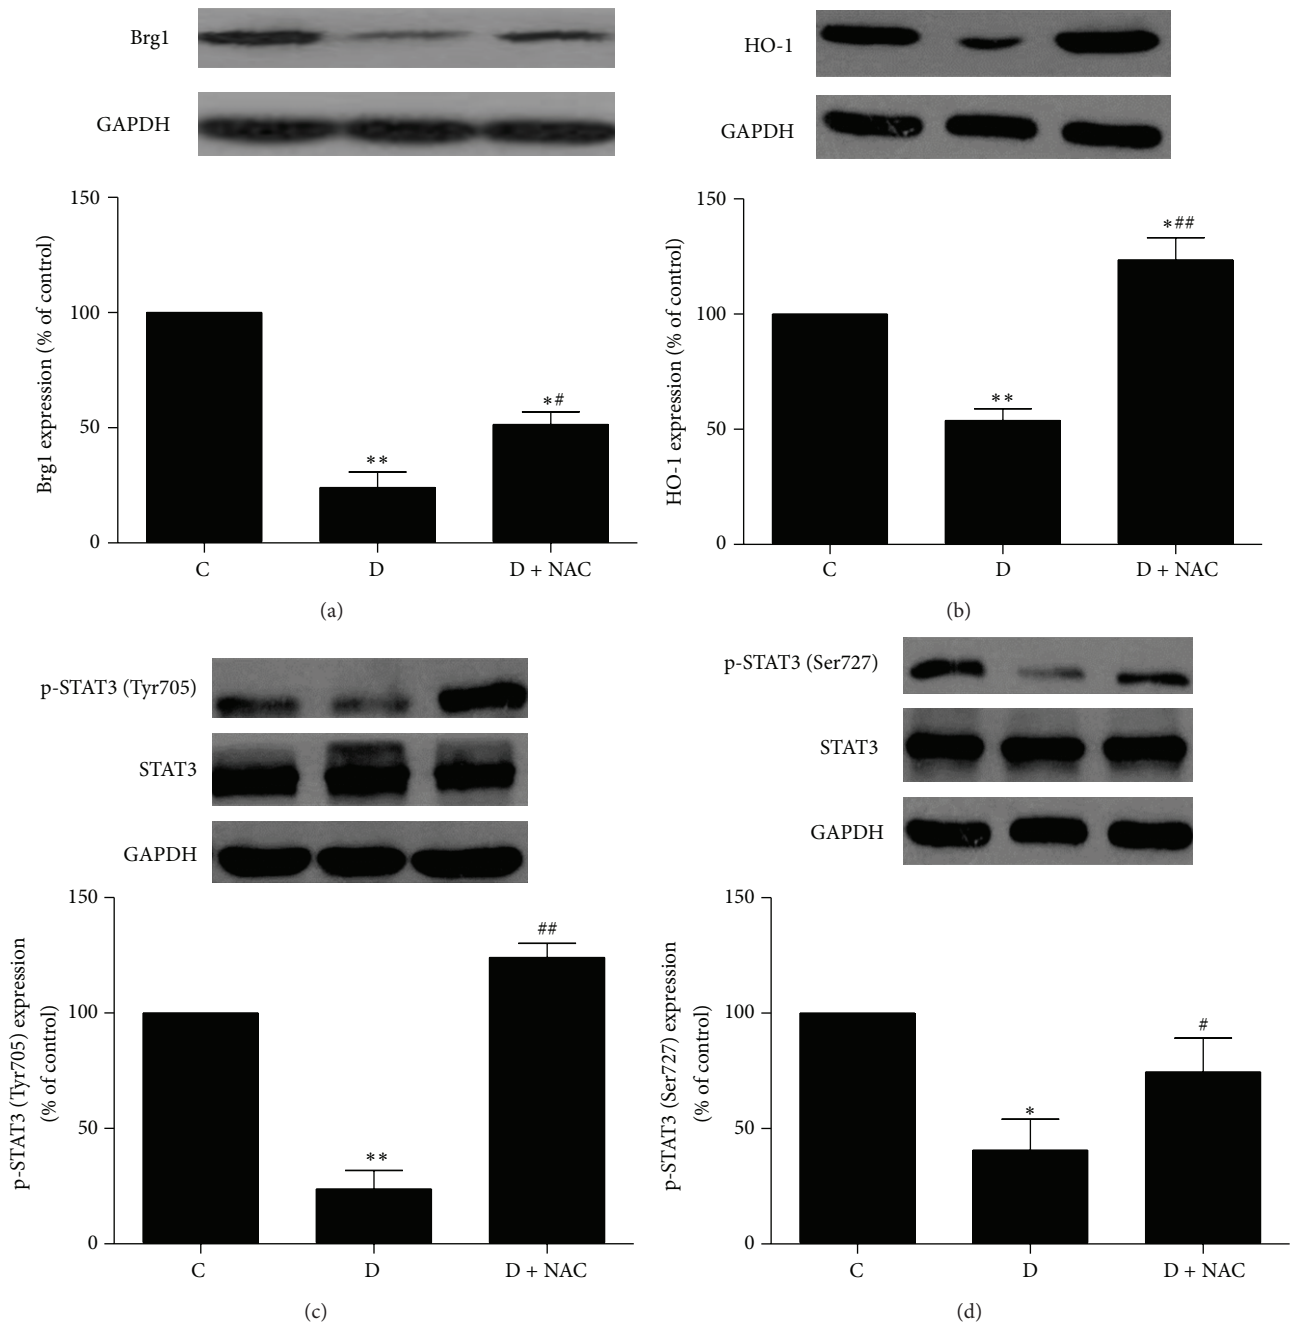 Brg1
GAPDH
150
100
50
0
Brg1 expression (% of control)
**
*#
C
D
D + NAC
(a)
HO-1
GAPDH
150
100
50
0
HO-1 expression (% of control)
**
*##
C
D
D + NAC
(b)
p-STAT3 (Tyr705)
STAT3
GAPDH
150
100
50
0
p-STAT3 (Tyr705) expression
(% of control)
**
##
C
D
D + NAC
(c)
p-STAT3 (Ser727)
STAT3
GAPDH
150
100
50
0
p-STAT3 (Ser727) expression
(% of control)
*
#
C
D
D + NAC
(d)